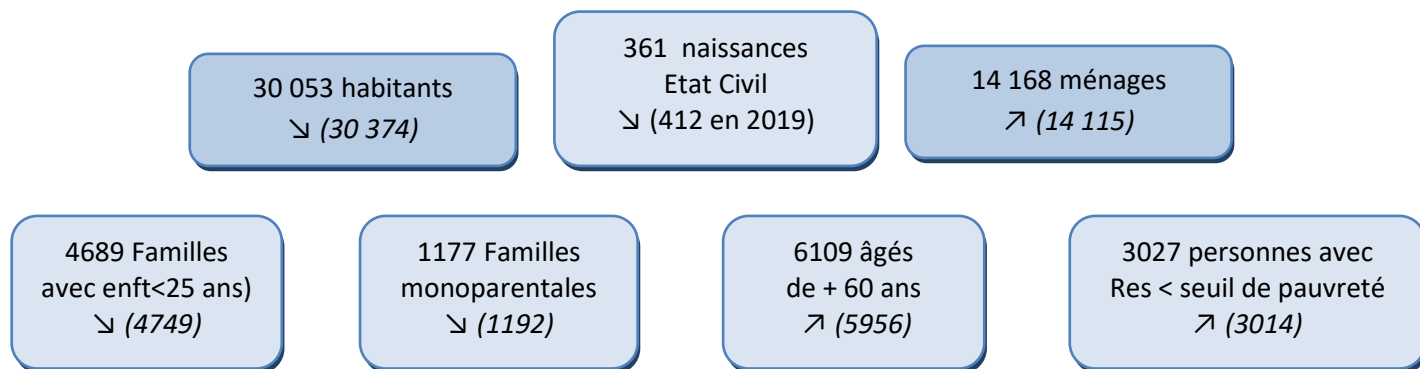 30 053 habitants
↘ (30 374)
361 naissances
Etat Civil
↘ (412 en 2019)
14 168 ménages
↗ (14 115)
4689 Familles
avec enft<25 ans)
↘ (4749)
1177 Familles
monoparentales
↘ (1192)
6109 âgés
de + 60 ans
↗ (5956)
3027 personnes avec
Res < seuil de pauvreté
↗ (3014)